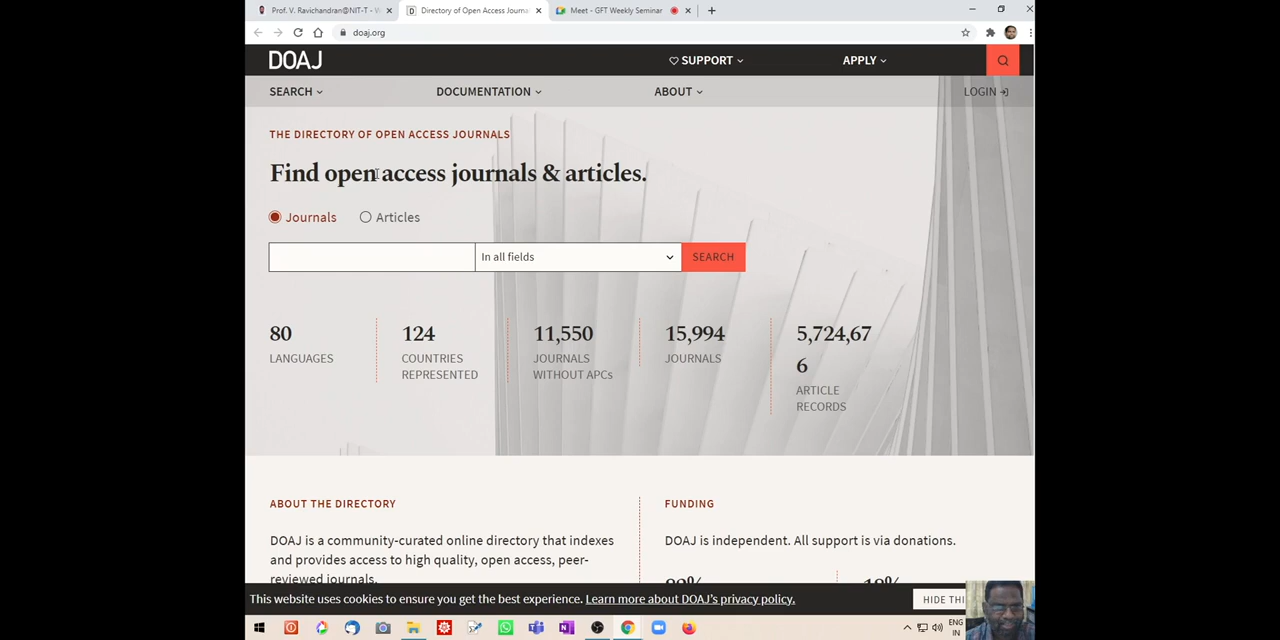 Prof. V. Ravichandran@NIT-T - W
Directory of Open Access Journa
Meet - GFT Weekly Seminar
doaj.org
DOAJ
SUPPORT
APPLY
SEARCH
DOCUMENTATION
ABOUT
LOGIN
THE DIRECTORY OF OPEN ACCESS JOURNALS
Find open access journals & articles.
Journals
Articles
In all fields
SEARCH
80
LANGUAGES
124
COUNTRIES
REPRESENTED
11,550
JOURNALS
WITHOUT APCs
15,994
JOURNALS
5,724,67
6
ARTICLE
RECORDS
ABOUT THE DIRECTORY
DOAJ is a community-curated online directory that indexes
and provides access to high quality, open access, peer-
reviewed journals.
FUNDING
DOAJ is independent. All support is via donations.
This website uses cookies to ensure you get the best experience. Learn more about DOAJ's privacy policy.
HIDE THI
ENG
IN